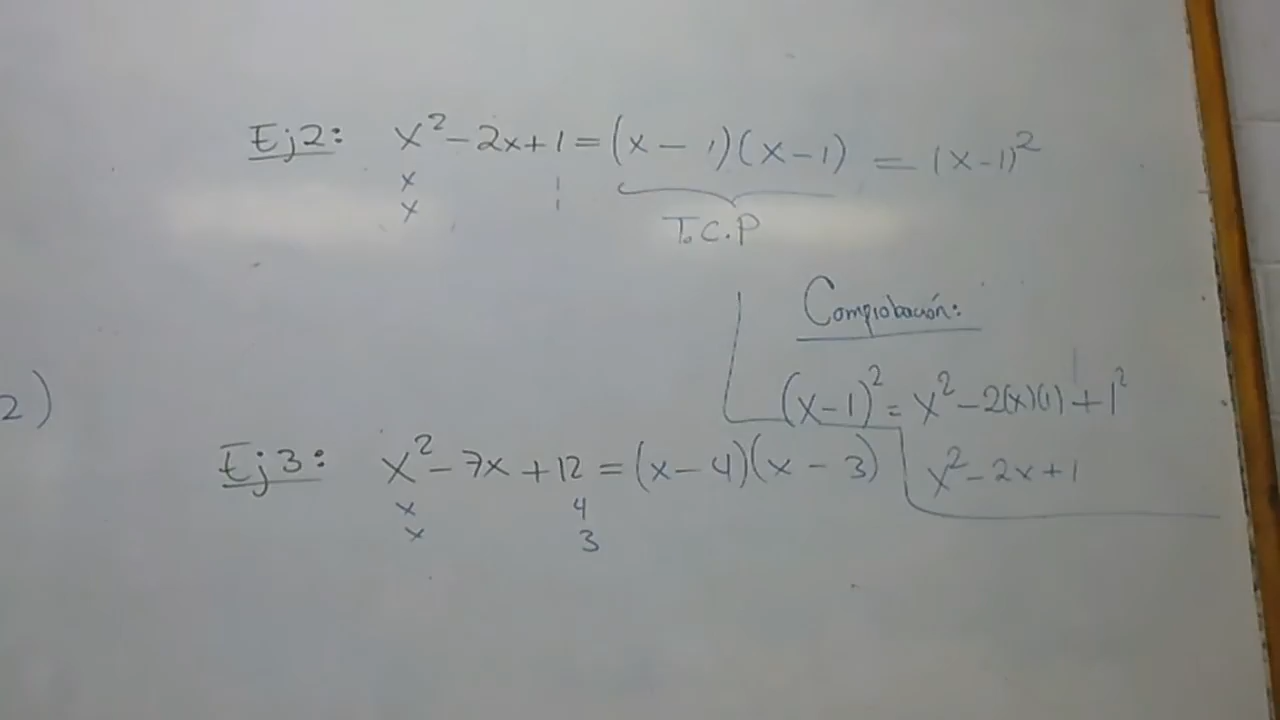 Ej2: x² - 2x + 1 = (x - 1)(x - 1) = (x - 1)²
x
x
1
1
T.C.P
Comprobación:
(x - 1)² = x² - 2(x)(1) + 1²
x² - 2x + 1
2)
Ej3: x² - 7x + 12 = (x - 4)(x - 3)
x 4
x 3